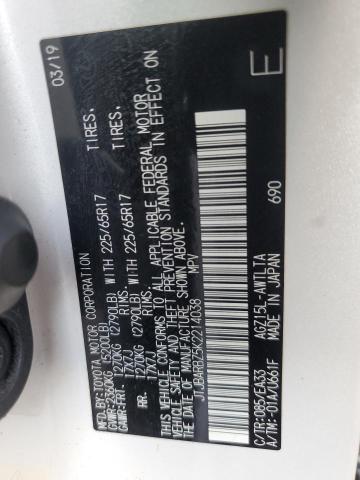 MFD.BY:TOYOTA MOTOR CORPORATION 03/19
GVWR:2360KG (5200LB)
GAWR:FRT. 1270KG (2790LB) WITH 225/65R17 TIRES.
17X7J RIMS.
RR. 1270KG (2790LB) WITH 225/65R17 TIRES.
17X7J RIMS.
THIS VEHICLE CONFORMS TO ALL APPLICABLE FEDERAL MOTOR
VEHICLE SAFETY AND THEFT PREVENTION STANDARDS IN EFFECT ON
THE DATE OF MANUFACTURE SHOWN ABOVE.
JTJBARBZ5K2214038 MPV
C/TR:085/EA33 AGZ15L-AWTLTA 690 E
A/TM:-01A/U661F MADE IN JAPAN